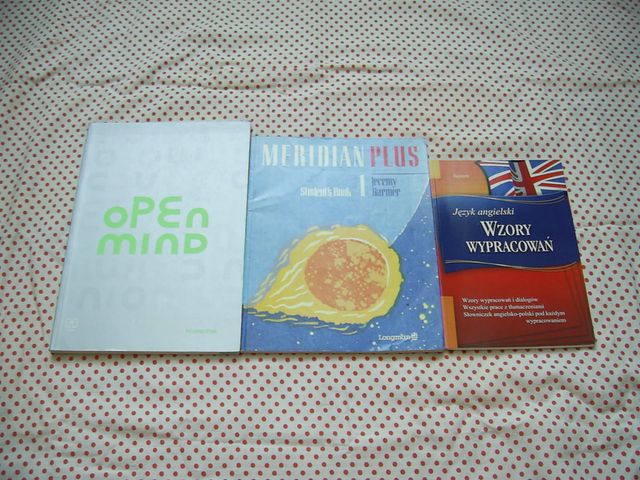 oPEn
mIND
MERIDIAN PLUS
Student's Book 1 Jeremy Harmer
Longman
Język angielski
WZORY
WYPRACOWAŃ
Wzory wypracowań i dialogów
Wszystkie prace z tłumaczeniami
Słowniczek angielsko-polski pod każdym
wypracowaniem